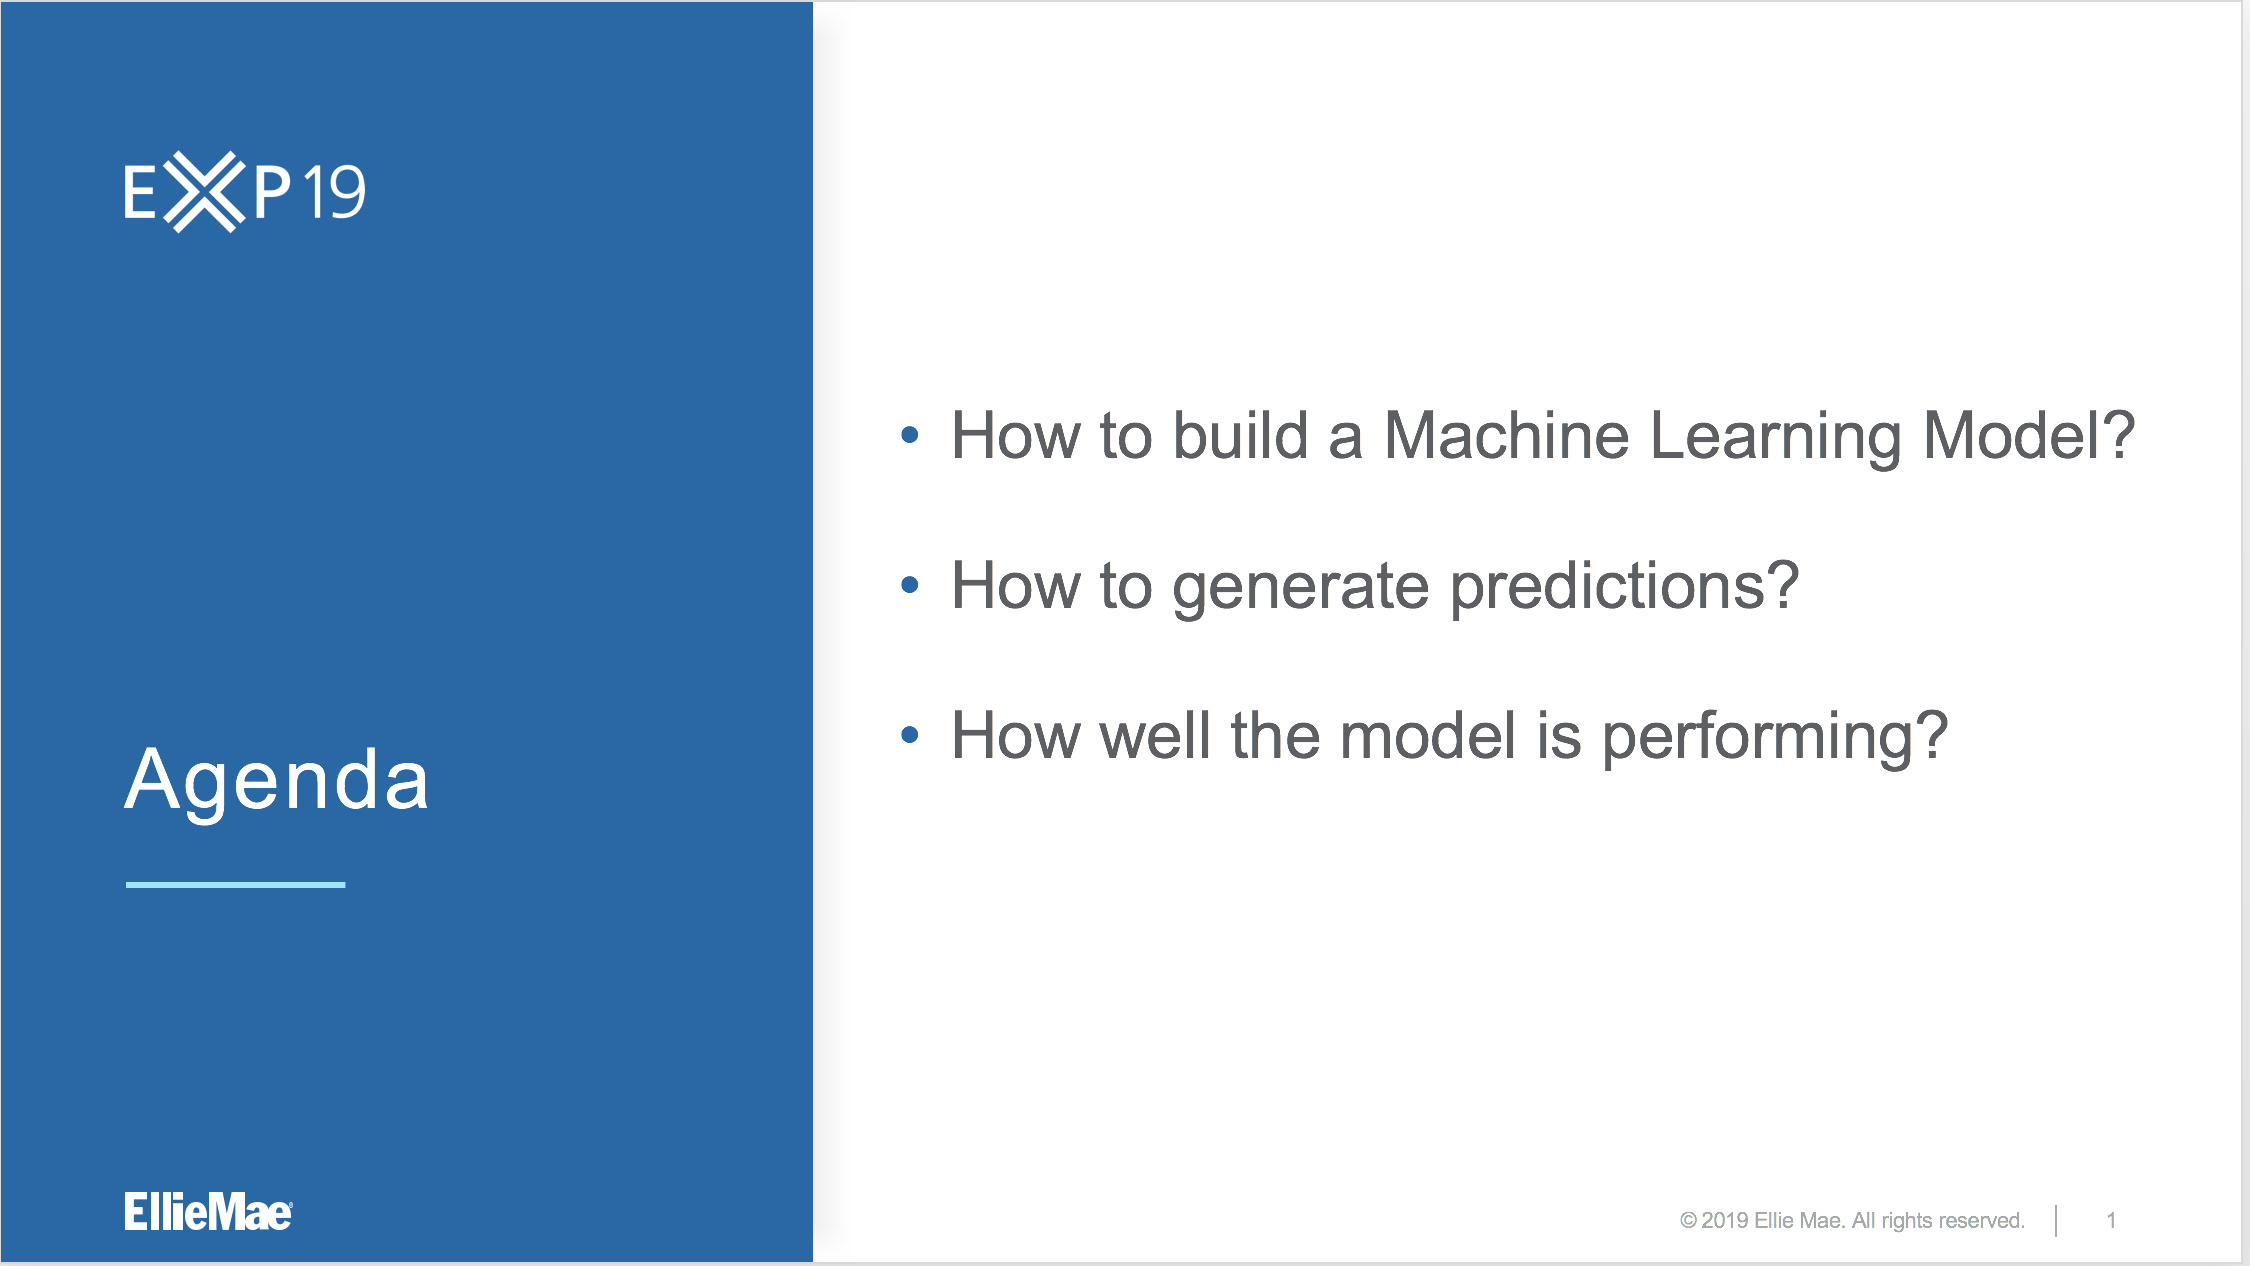 EXP19
Agenda
• How to build a Machine Learning Model?
• How to generate predictions?
• How well the model is performing?
EllieMae®
© 2019 Ellie Mae. All rights reserved. | 1